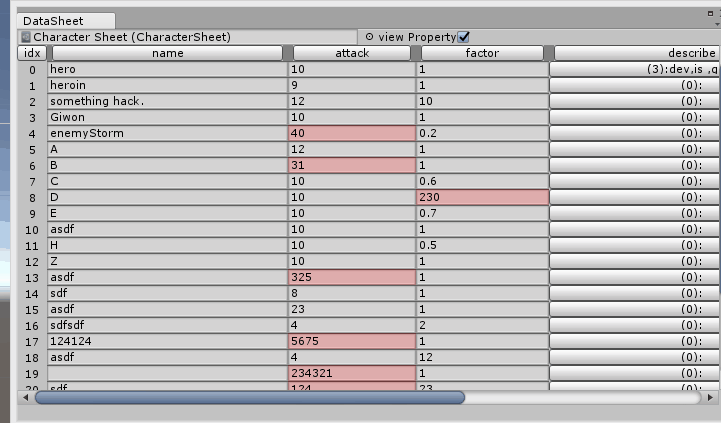 DataSheet
Character Sheet (CharacterSheet) view Property
idx name attack factor describe
0 hero 10 1 (3):dev,is ,q
1 heroin 9 1 (0):
2 something hack. 12 10 (0):
3 Giwon 10 1 (0):
4 enemyStorm 40 0.2 (0):
5 A 12 1 (0):
6 B 31 1 (0):
7 C 10 0.6 (0):
8 D 10 230 (0):
9 E 10 0.7 (0):
10 asdf 10 1 (0):
11 H 10 0.5 (0):
12 Z 10 1 (0):
13 asdf 325 1 (0):
14 sdf 8 1 (0):
15 asdf 23 1 (0):
16 sdfsdf 4 2 (0):
17 124124 5675 1 (0):
18 asdf 4 12 (0):
19 234321 1 (0):
20 sdf 124 23 (0):